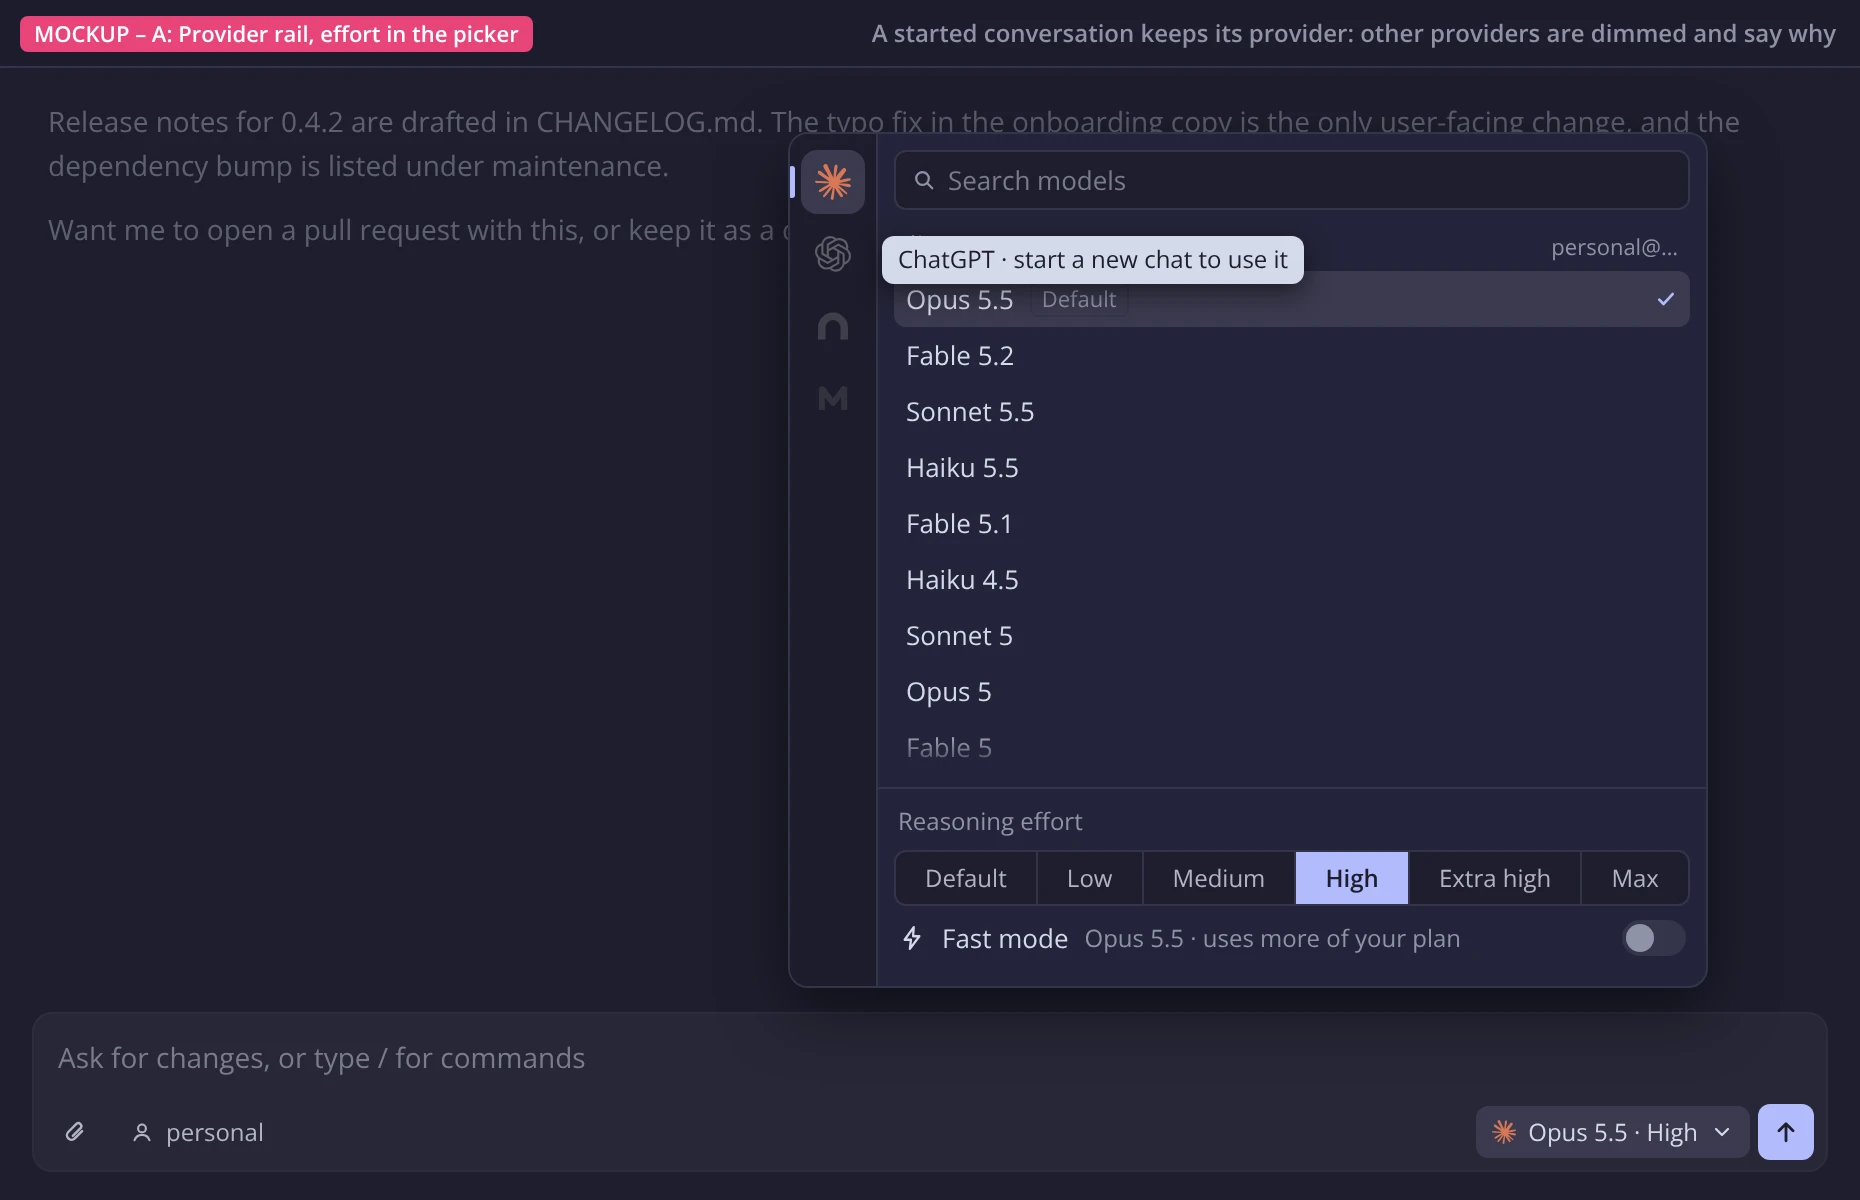 MOCKUP – A: Provider rail, effort in the picker
A started conversation keeps its provider: other providers are dimmed and say why
Release notes for 0.4.2 are drafted in CHANGELOG.md. The typo fix in the onboarding copy is the only user-facing change, and the
dependency bump is listed under maintenance.
Want me to open a pull request with this, or keep it as a
Search models
personal@...
ChatGPT · start a new chat to use it
Opus 5.5 Default
Fable 5.2
Sonnet 5.5
Haiku 5.5
Fable 5.1
Haiku 4.5
Sonnet 5
Opus 5
Fable 5
Reasoning effort
Default Low Medium High Extra high Max
Fast mode Opus 5.5 · uses more of your plan
Ask for changes, or type / for commands
personal
Opus 5.5 · High